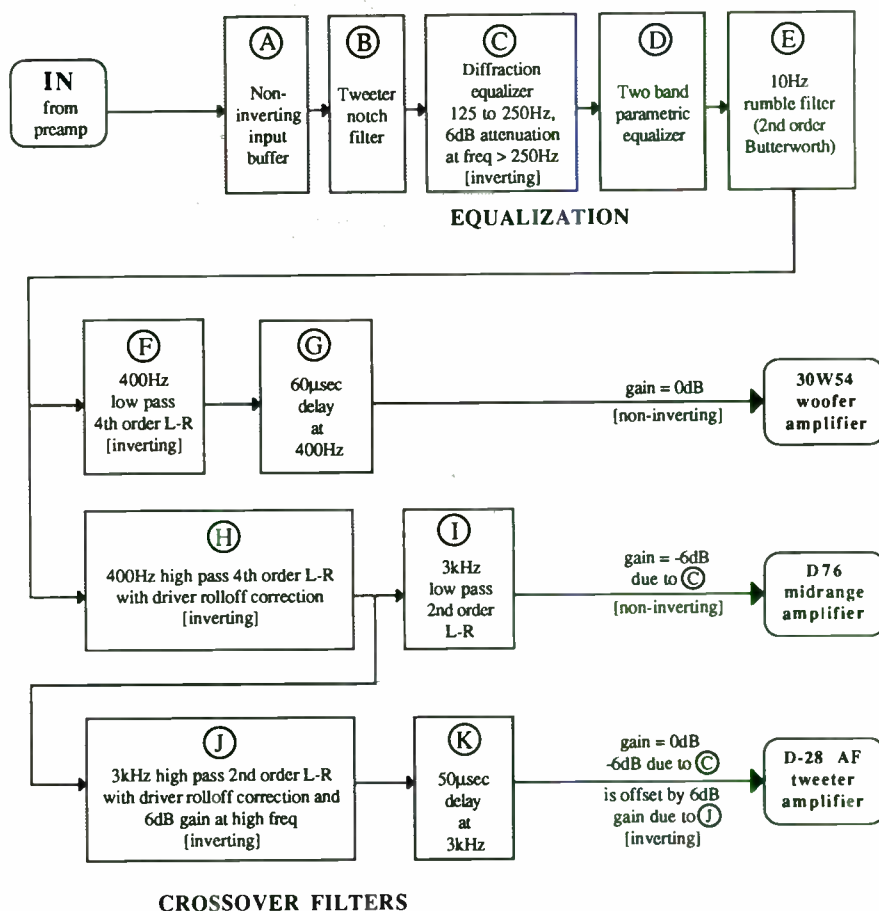 IN
from
preamp
A
Non-
inverting
input
buffer
B
Tweeter
notch
filter
C
Diffraction
equalizer
125 to 250Hz,
6dB attenuation
at freq > 250Hz
[inverting]
D
Two band
parametric
equalizer
E
10Hz
rumble filter
(2nd order
Butterworth)
EQUALIZATION
F
400Hz
low pass
4th order L-R
[inverting]
G
60µsec
delay
at
400Hz
gain = 0dB
[non-inverting]
30W54
woofer
amplifier
H
400Hz high pass 4th order L-R
with driver rolloff correction
[inverting]
I
3kHz
low pass
2nd order
L-R
gain = -6dB
due to C
[non-inverting]
D76
midrange
amplifier
J
3kHz high pass 2nd order L-R
with driver rolloff correction and
6dB gain at high freq
[inverting]
K
50µsec
delay
at
3kHz
gain = 0dB
-6dB due to C
is offset by 6dB
gain due to J
[inverting]
D-28 AF
tweeter
amplifier
CROSSOVER FILTERS